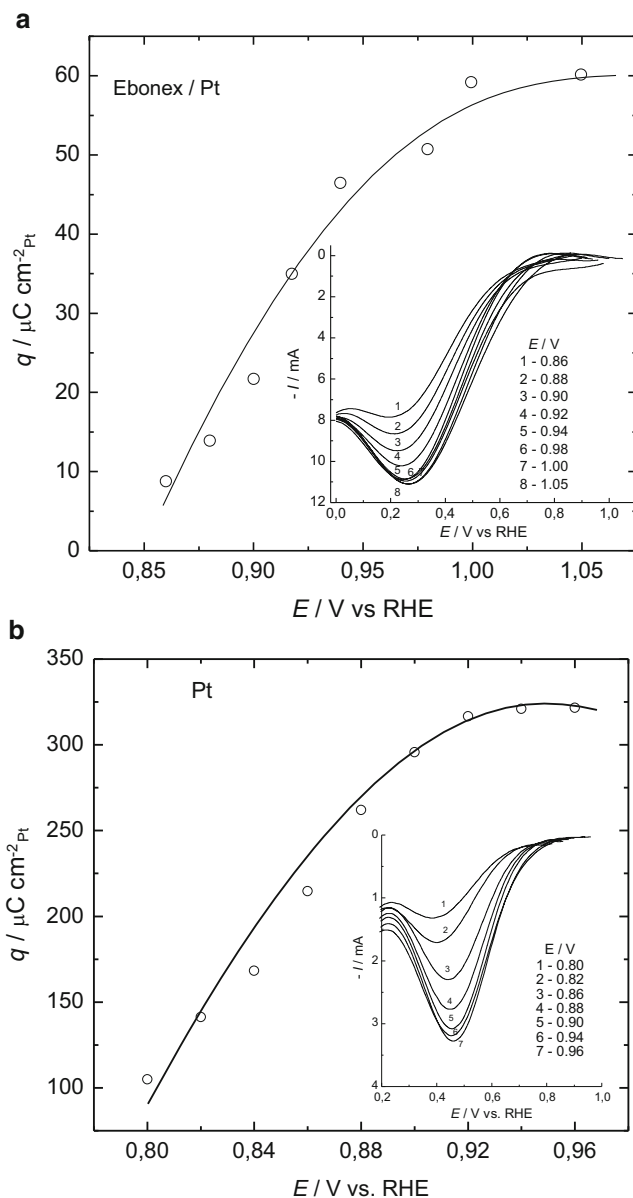 a
Ebonex / Pt
q / μC cm-2Pt
60
50
40
30
20
10
0
0,85 0,90 0,95 1,00 1,05
E / V vs RHE
- I / mA
0
2
4
6
8
10
12
0,0 0,2 0,4 0,6 0,8 1,0
E / V vs RHE
1
2
3
4
5 6 7
8
E / V
1 - 0.86
2 - 0.88
3 - 0.90
4 - 0.92
5 - 0.94
6 - 0.98
7 - 1.00
8 - 1.05
b
Pt
q / μC cm-2Pt
350
300
250
200
150
100
0,80 0,84 0,88 0,92 0,96
E / V vs. RHE
- I / mA
0
1
2
3
4
0,2 0,4 0,6 0,8 1,0
E / V vs. RHE
1
2
3
4
5
6
7
E / V
1 - 0.80
2 - 0.82
3 - 0.86
4 - 0.88
5 - 0.90
6 - 0.94
7 - 0.96